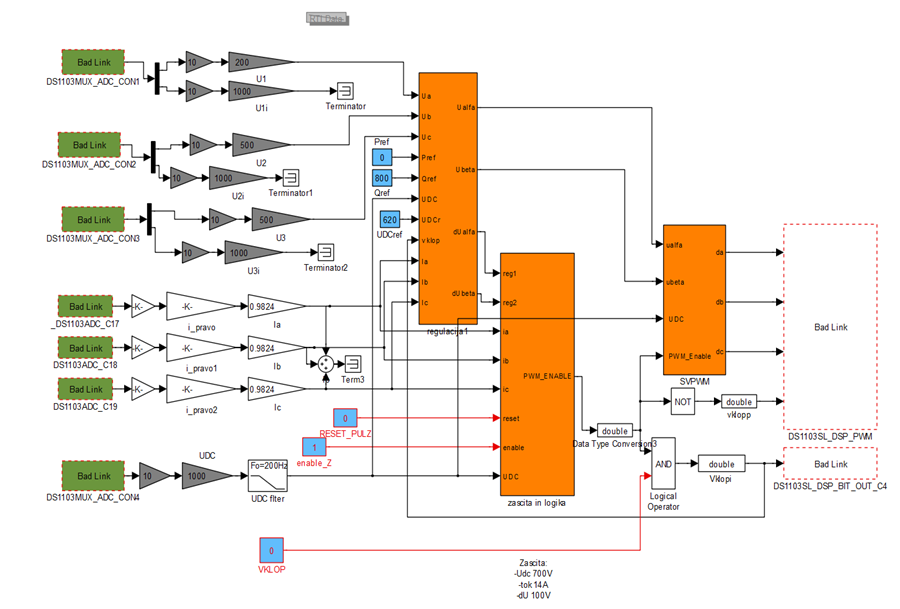 RTI Data
Bad Link
DS1103MUX_ADC_CON1
10
200
U1
10
1000
U1i
Terminator
Bad Link
DS1103MUX_ADC_CON2
10
500
U2
10
1000
U2i
Terminator1
Bad Link
DS1103MUX_ADC_CON3
10
500
U3
10
1000
U3i
Terminator2
Pref
0
800
Qref
620
UDCref
Ua
Ub
Uc
Pref
Qref
UDC
UDCr
vklop
Ia
Ib
Ic
Ualfa
Ubeta
dUalfa
dUbeta
regulacija1
Bad Link
_DS1103ADC_C17
-K-
-K-
i_pravo
0.9824
Ia
Bad Link
DS1103ADC_C18
-K-
-K-
i_pravo1
0.9824
Ib
Term3
Bad Link
DS1103ADC_C19
-K-
-K-
i_pravo2
0.9824
Ic
0
RESET_PULZ
1
enable_Z
reg1
reg2
ia
ib
ic
reset
enable
UDC
PWM_ENABLE
zascita in logika
Bad Link
DS1103MUX_ADC_CON4
10
UDC
1000
Fo=200Hz
UDC filter
0
VKLOP
double
Data Type Conversion3
ualfa
ubeta
UDC
PWM_Enable
da
db
dc
SVPWM
NOT
double
vklopp
AND
Logical
Operator
double
Vklopi
Bad Link
DS1103SL_DSP_PWM
Bad Link
DS1103SL_DSP_BIT_OUT_C4
Zascita:
-Udc 700V
-tok 14A
-dU 100V